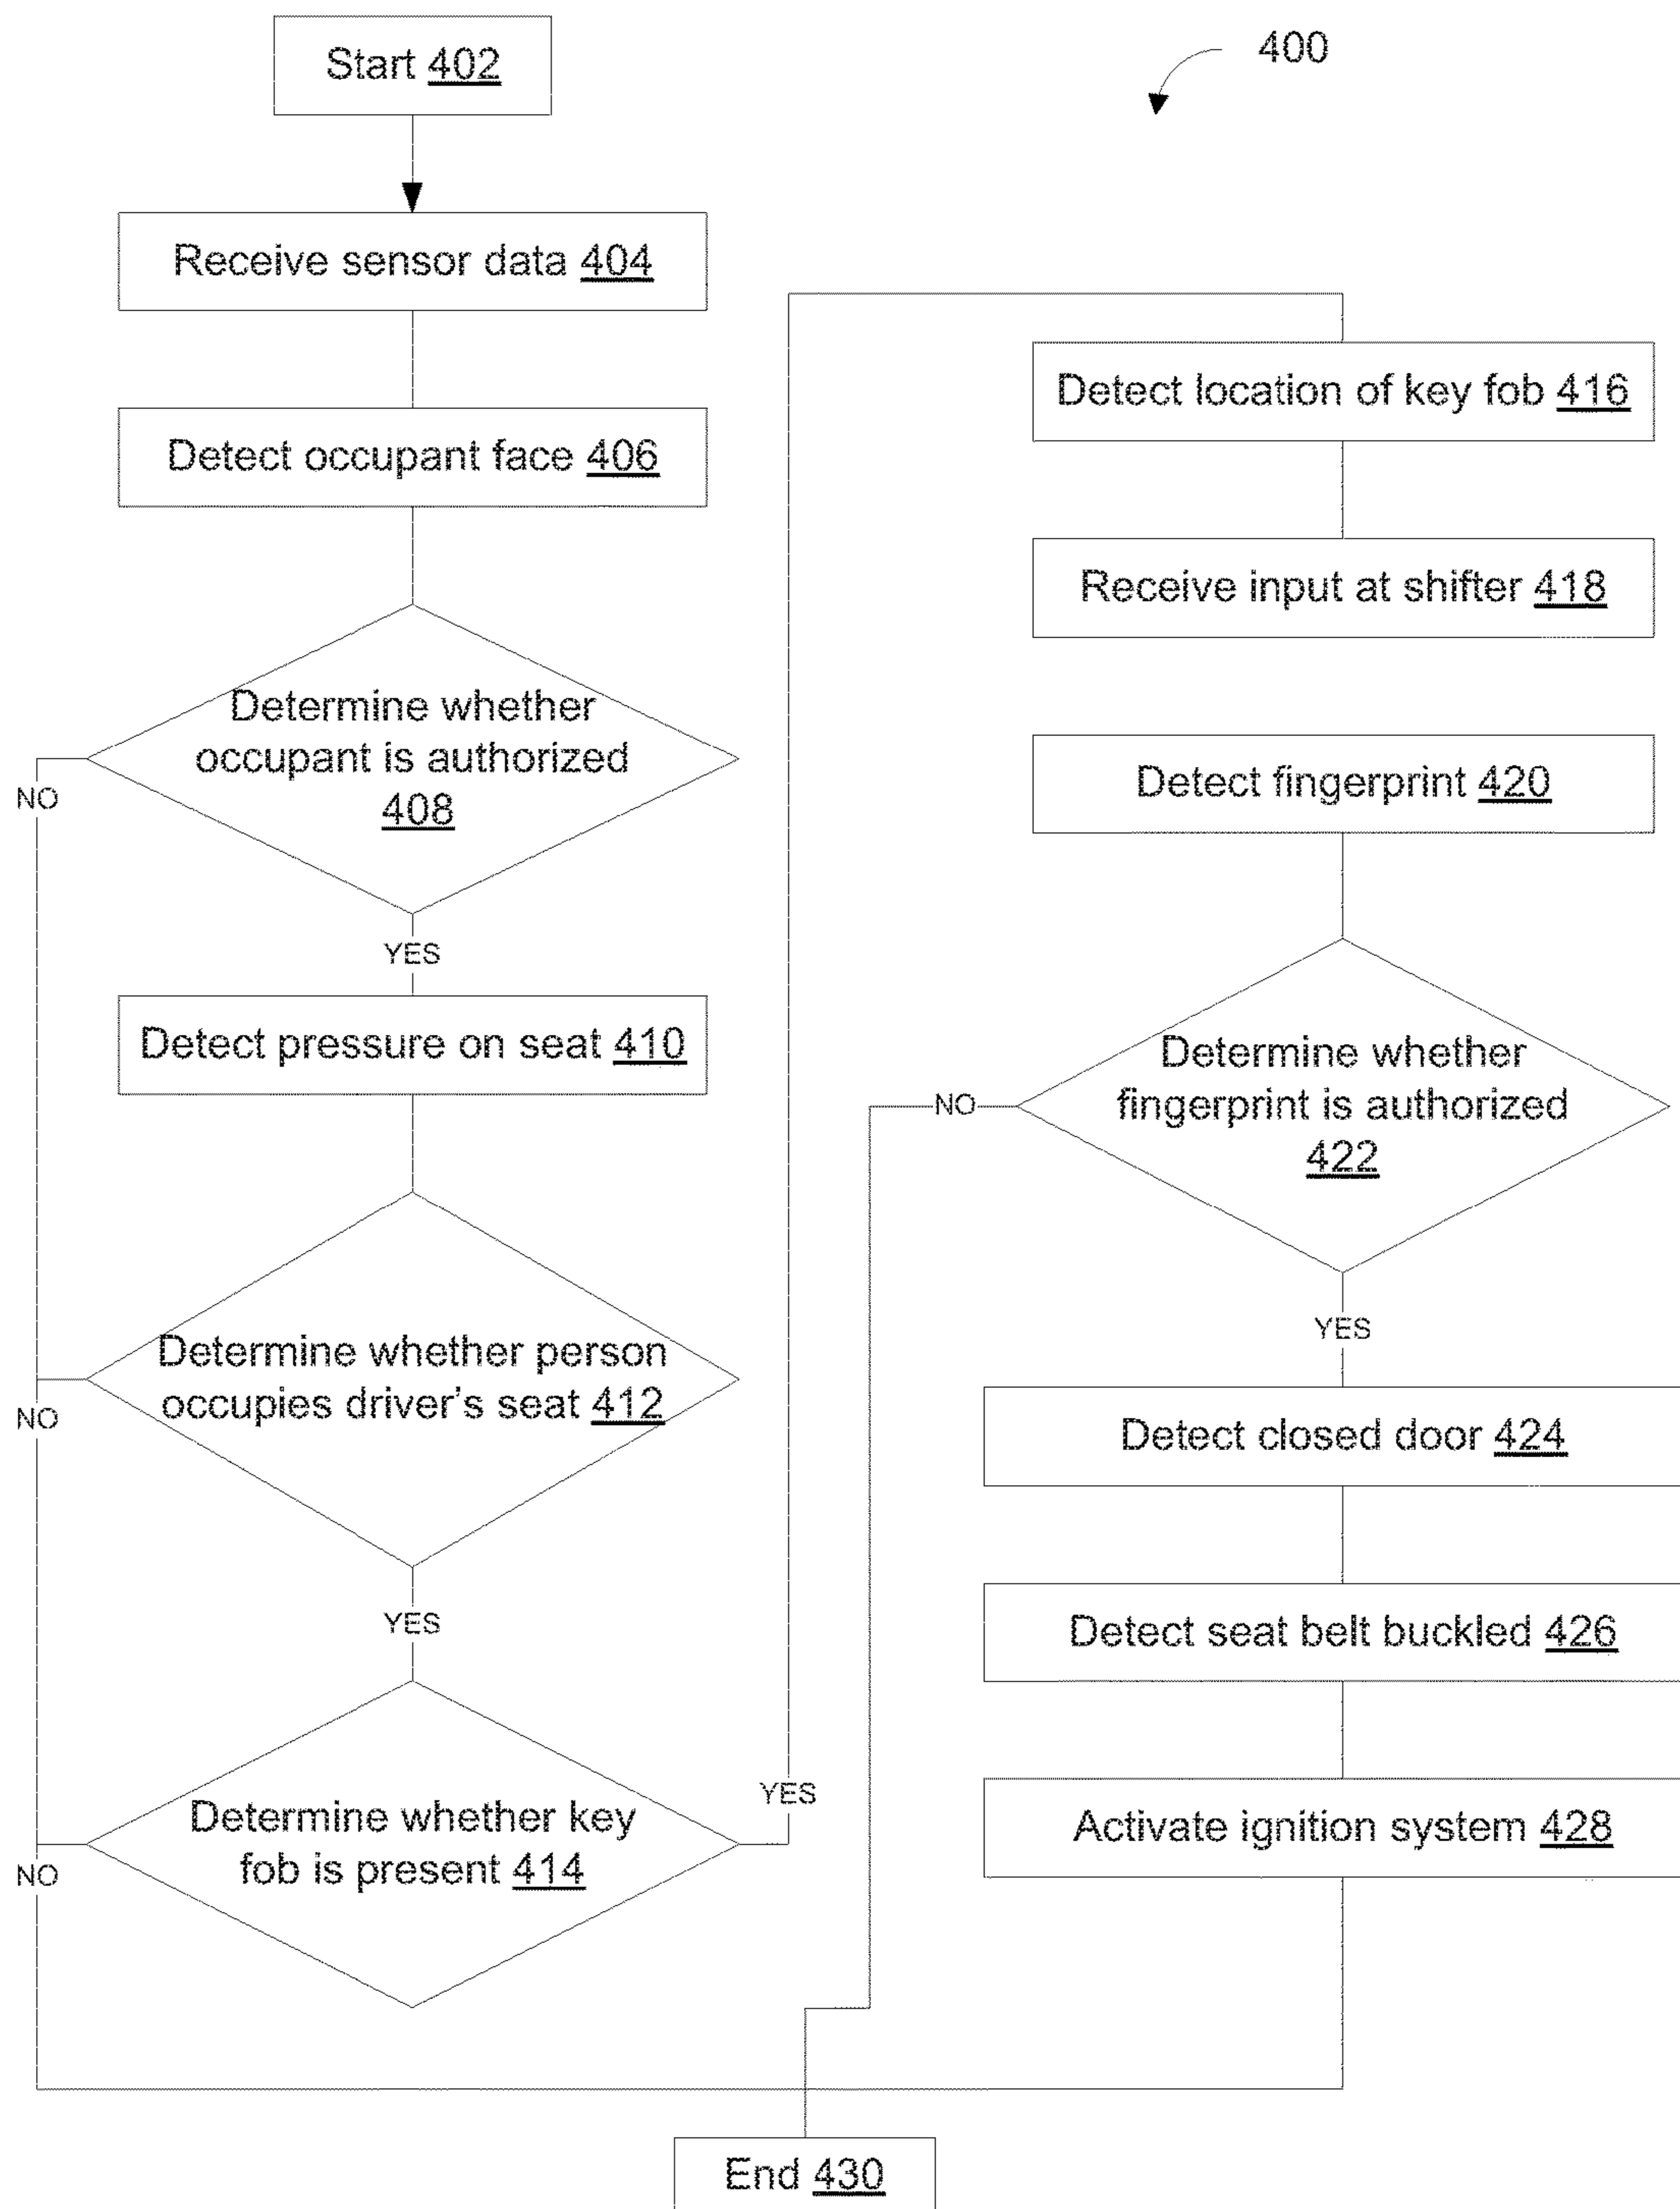 400
Start 402
Receive sensor data 404
Detect occupant face 406
Determine whether
occupant is authorized
408
NO
YES
Detect pressure on seat 410
Determine whether person
occupies driver's seat 412
NO
YES
Determine whether key
fob is present 414
NO
YES
Detect location of key fob 416
Receive input at shifter 418
Detect fingerprint 420
Determine whether
fingerprint is authorized
422
NO
YES
Detect closed door 424
Detect seat belt buckled 426
Activate ignition system 428
End 430